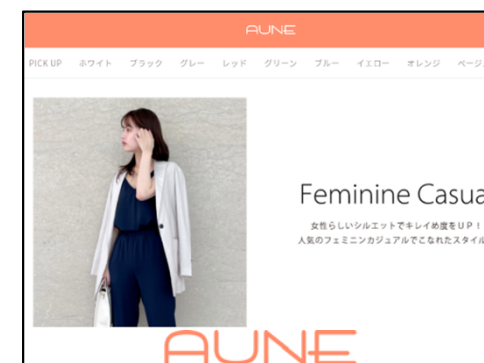 AUNE
PICK UP ホワイト ブラック グレー レッド グリーン ブルー イエロー オレンジ ベージ
Feminine Casua
女性らしいシルエットでキレイめ度をUP！
人気のフェミニンカジュアルでこなれたスタイル
AUNE